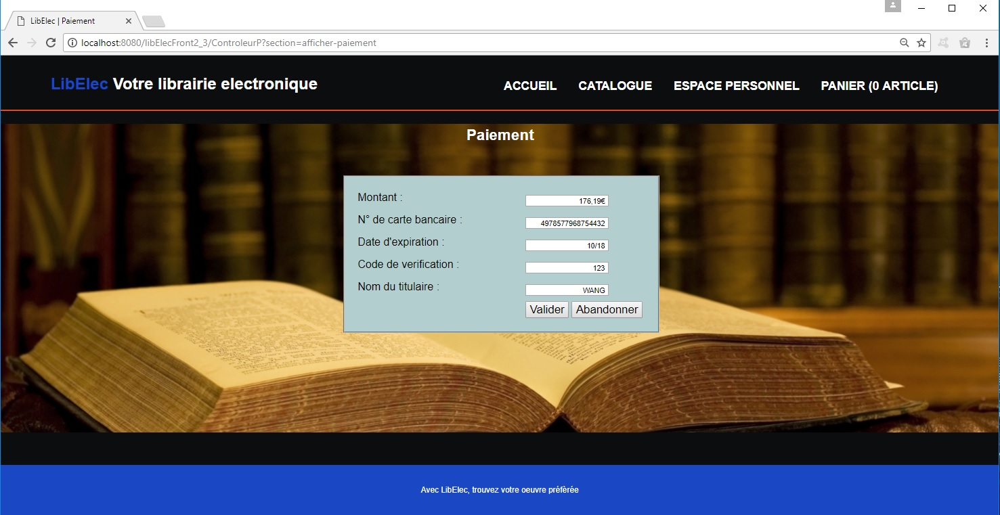 LibElec | Paiement
localhost:8080/libElecFront2_3/ControleurP?section=afficher-paiement
LibElec Votre librairie electronique
ACCUEIL CATALOGUE ESPACE PERSONNEL PANIER (0 ARTICLE)
Paiement
Montant : 176,19€
N° de carte bancaire : 4978577968754432
Date d'expiration : 10/18
Code de verification : 123
Nom du titulaire : WANG
Valider Abandonner
Avec LibElec, trouvez votre oeuvre préférée